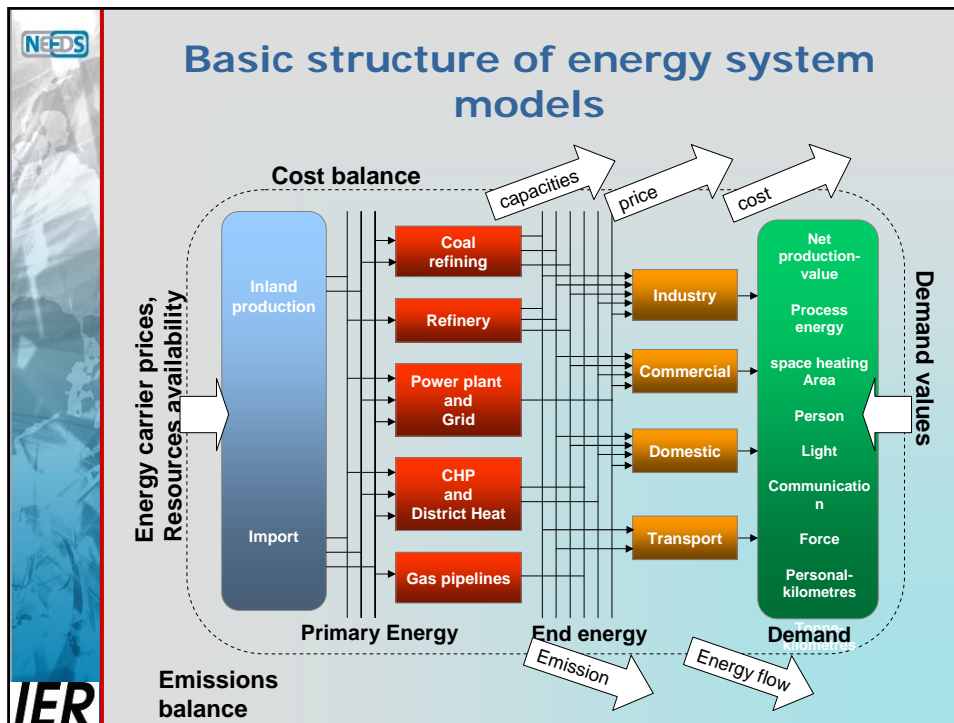 NEEDS
Basic structure of energy system
models
Cost balance
capacities
price
cost
Energy carrier prices,
Resources availability
Inland
production
Import
Coal
refining
Refinery
Power plant
and
Grid
CHP
and
District Heat
Gas pipelines
Industry
Commercial
Domestic
Transport
Net
production-
value
Process
energy
space heating
Area
Person
Light
Communicatio
n
Force
Personal-
kilometres
Tonne-
kilometres
Demand values
Primary Energy
End energy
Demand
Emission
Energy flow
Emissions
balance
IER